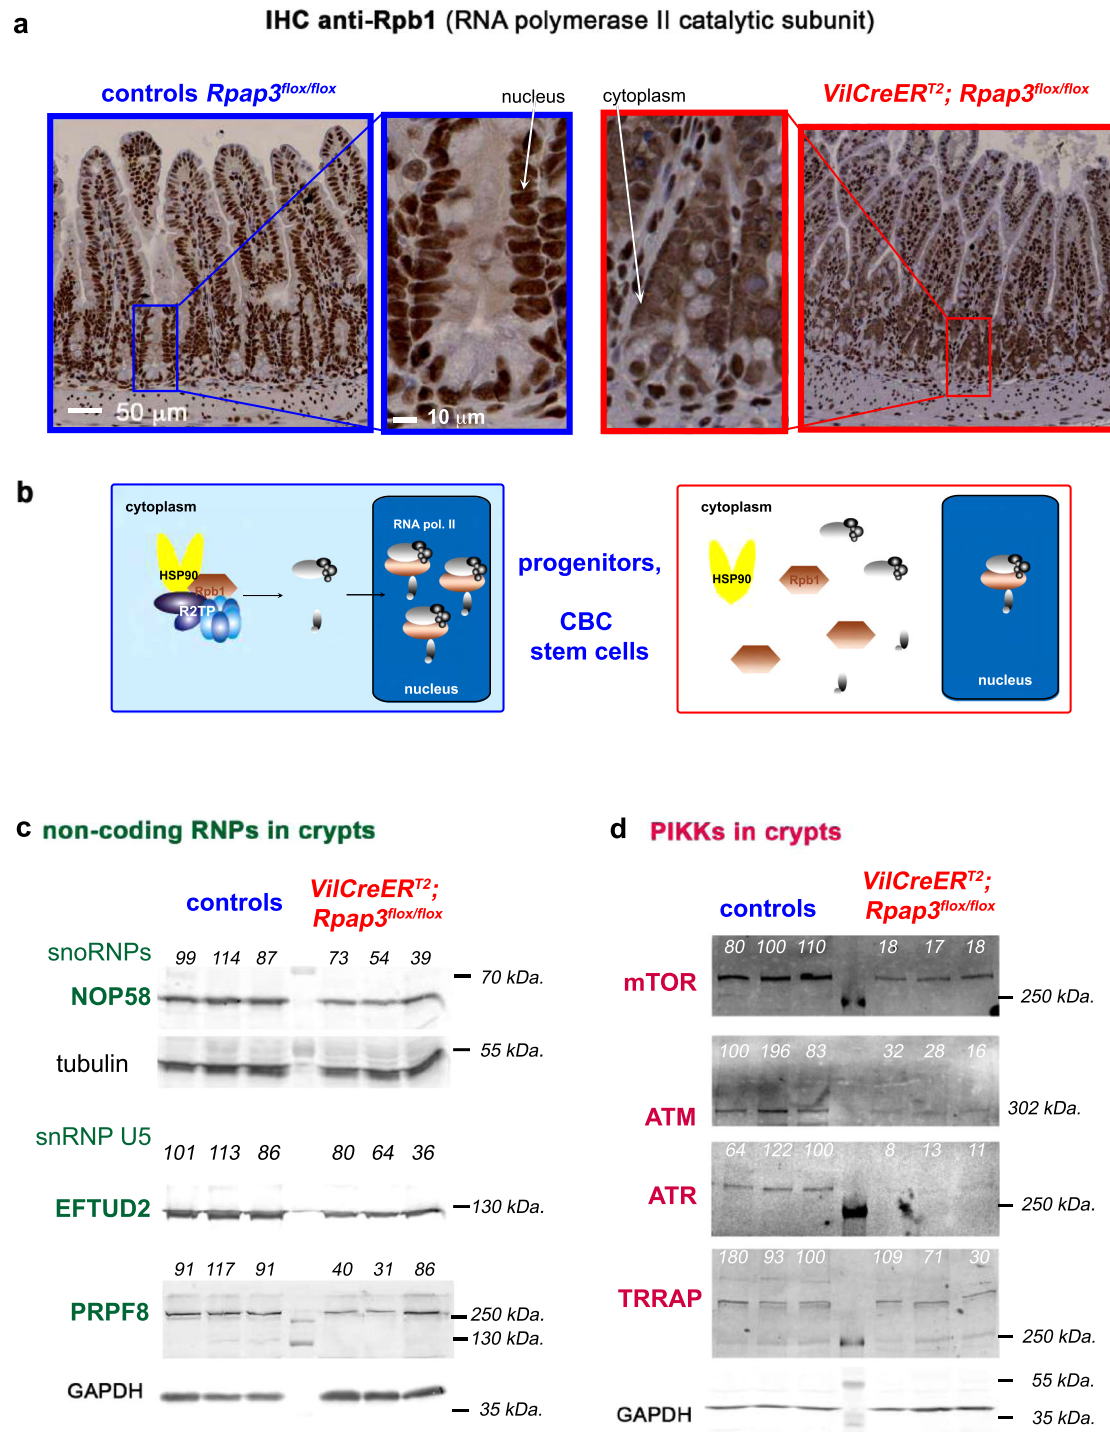 a
IHC anti-Rpb1 (RNA polymerase II catalytic subunit)
controls Rpap3flox/flox
nucleus
cytoplasm
VilCreERT2; Rpap3flox/flox
50 μm
10 μm
b
cytoplasm
HSP90
Rpb1
R2TP
RNA pol. II
nucleus
progenitors,
CBC
stem cells
cytoplasm
HSP90
Rpb1
nucleus
c non-coding RNPs in crypts
controls
VilCreERT2;
Rpap3flox/flox
snoRNPs
99 114 87 73 54 39
NOP58
70 kDa.
tubulin
55 kDa.
snRNP U5
101 113 86 80 64 36
EFTUD2
130 kDa.
91 117 91 40 31 86
PRPF8
250 kDa.
130 kDa.
GAPDH
35 kDa.
d PIKKs in crypts
controls
VilCreERT2;
Rpap3flox/flox
80 100 110 18 17 18
mTOR
250 kDa.
100 196 83 32 28 16
ATM
302 kDa.
64 122 100 8 13 11
ATR
250 kDa.
180 93 100 109 71 30
TRRAP
250 kDa.
55 kDa.
GAPDH
35 kDa.